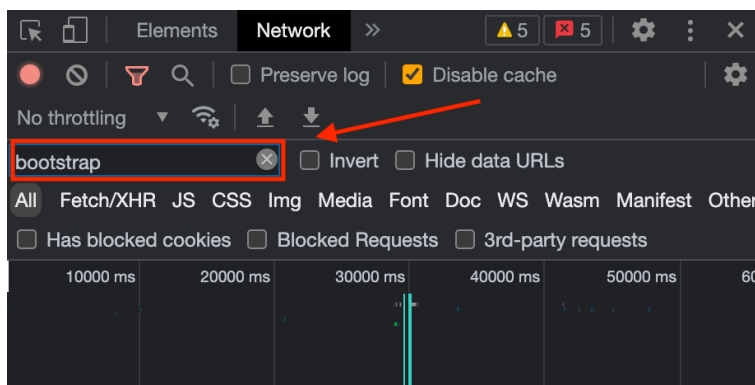 Elements Network 5 5
Preserve log Disable cache
No throttling
bootstrap Invert Hide data URLs
All Fetch/XHR JS CSS Img Media Font Doc WS Wasm Manifest Other
Has blocked cookies Blocked Requests 3rd-party requests
10000 ms 20000 ms 30000 ms 40000 ms 50000 ms 60